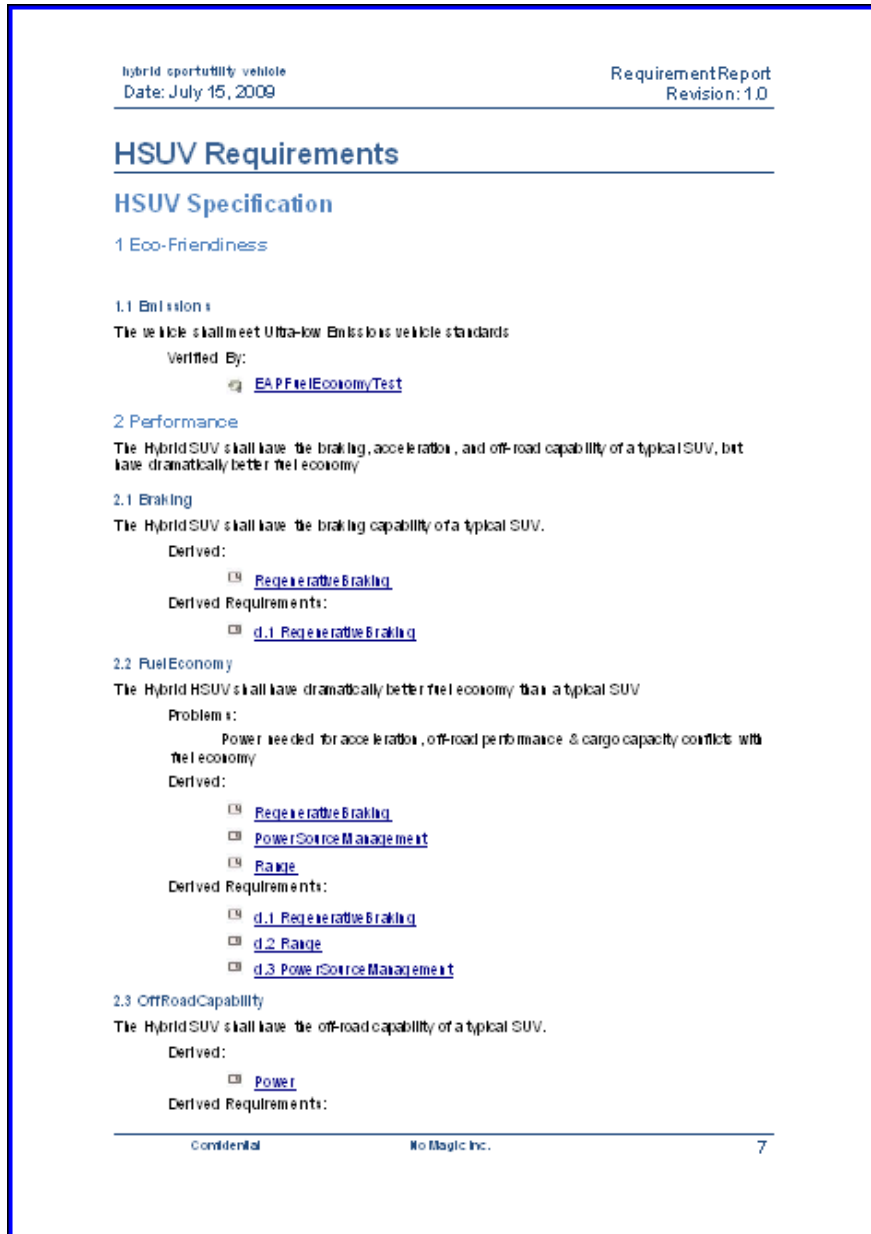 hybrid sportutility vehicle
Requirement Report
Date: July 15, 2009
Revision: 1.0
HSUV Requirements
HSUV Specification
1 Eco-Friendiness
1.1 Emissions
The vehicle shall meet Ultra-low Emissions vehicle standards
Verified By:
EAPFuelEconomyTest
2 Performance
The Hybrid SUV shall have the braking, acceleration, and off-road capability of a typical SUV, but
have dramatically better fuel economy
2.1 Braking
The Hybrid SUV shall have the braking capability of a typical SUV.
Derived:
RegenerativeBraking
Derived Requirements:
d.1 RegenerativeBraking
2.2 FuelEconomy
The Hybrid HSUV shall have dramatically better fuel economy than a typical SUV
Problems:
Power needed for acceleration, off-road performance & cargo capacity conflicts with
fuel economy
Derived:
RegenerativeBraking
PowerSourceManagement
Range
Derived Requirements:
d.1 RegenerativeBraking
d.2 Range
d.3 PowerSourceManagement
2.3 OffRoadCapability
The Hybrid SUV shall have the off-road capability of a typical SUV.
Derived:
Power
Derived Requirements:
Confidential No Magic Inc. 7